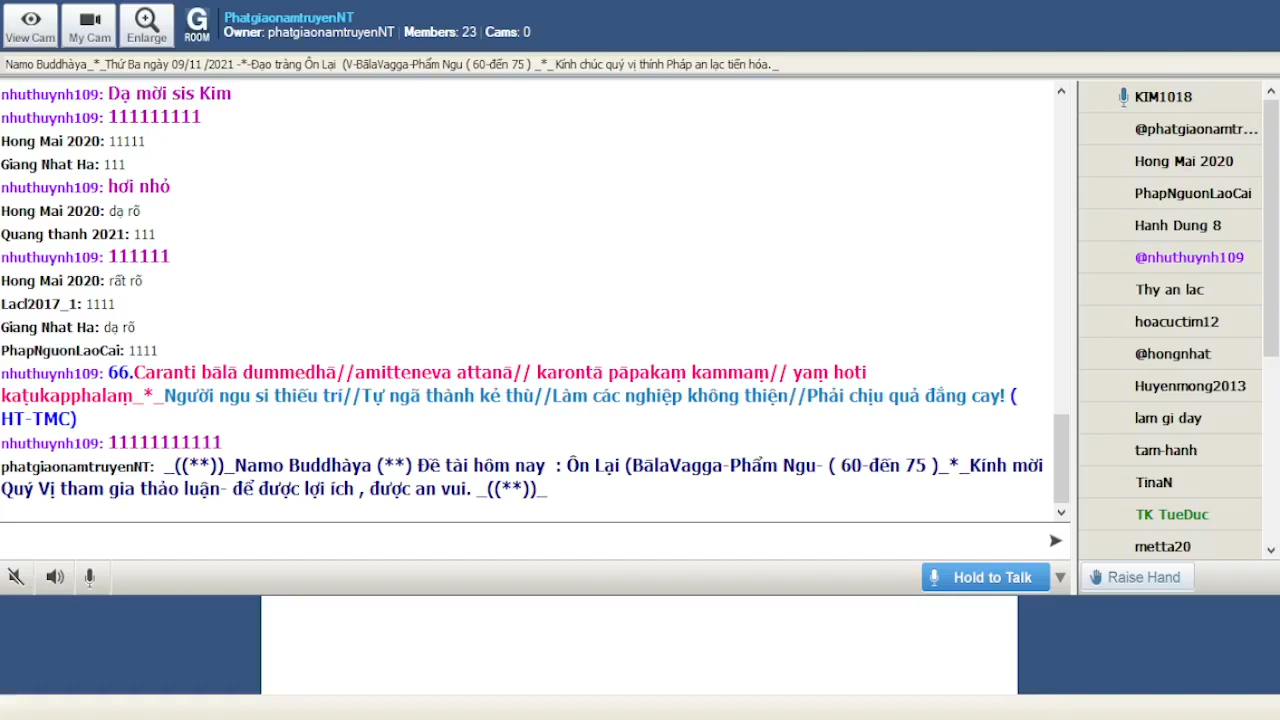 View Cam
My Cam
Enlarge
G
ROOM
PhatgiaonamtruyenNT
Owner: phatgiaonamtruyenNT | Members: 23 | Cams: 0
Namo Buddhàya_*_Thứ Ba ngày 09/11 /2021 -*-Đạo tràng Ôn Lại (V-BālaVagga-Phẩm Ngu ( 60-đến 75 ) _*_Kính chúc quý vị thính Pháp an lạc tiến hóa._
nhuthuynh109: Dạ mời sis Kim
nhuthuynh109: 111111111
Hong Mai 2020: 11111
Giang Nhat Ha: 111
nhuthuynh109: hơi nhỏ
Hong Mai 2020: dạ rõ
Quang thanh 2021: 111
nhuthuynh109: 111111
Hong Mai 2020: rất rõ
Lacl2017_1: 1111
Giang Nhat Ha: dạ rõ
PhapNguonLaoCai: 1111
nhuthuynh109: 66.Caranti bālā dummedhā//amitteneva attanā// karontā pāpakaṃ kammaṃ// yaṃ hoti
kaṭukapphalaṃ_*_Người ngu si thiếu trí//Tự ngã thành kẻ thù//Làm các nghiệp không thiện//Phải chịu quả đắng cay! (
HT-TMC)
nhuthuynh109: 11111111111
phatgiaonamtruyenNT: _((**))_Namo Buddhàya (**) Đề tài hôm nay : Ôn Lại (BālaVagga-Phẩm Ngu- ( 60-đến 75 )_*_Kính mời
Quý Vị tham gia thảo luận- để được lợi ích , được an vui. _((**))_
Hold to Talk
KIM1018
@phatgiaonamtr...
Hong Mai 2020
PhapNguonLaoCai
Hanh Dung 8
@nhuthuynh109
Thy an lac
hoacuctim12
@hongnhat
Huyenmong2013
lam gi day
tam-hanh
TinaN
TK TueDuc
metta20
Raise Hand